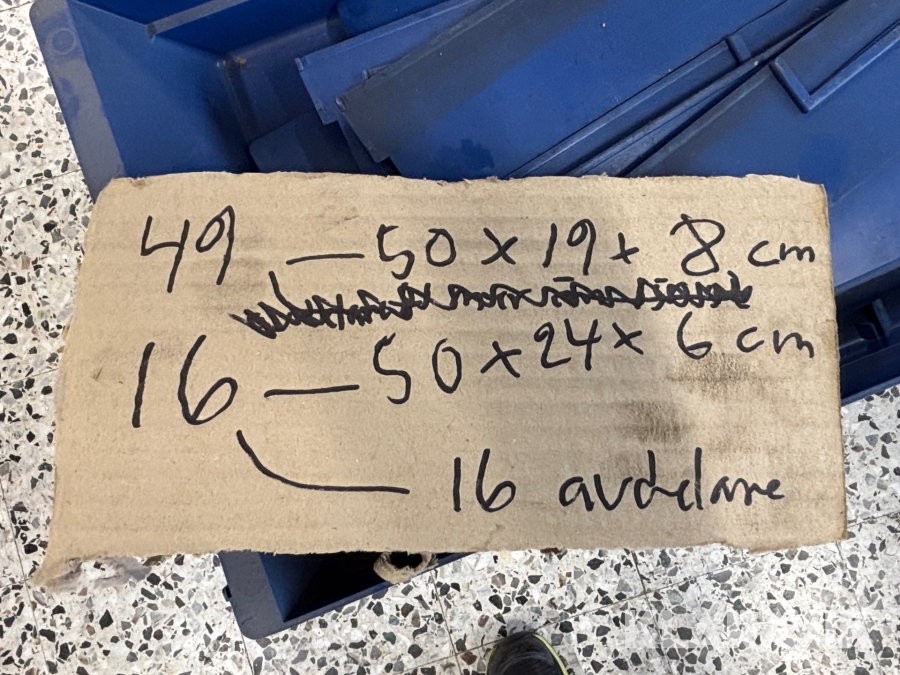 49 — 50 x 19 x 8 cm
16 — 50 x 24 x 6 cm
16 avdelare